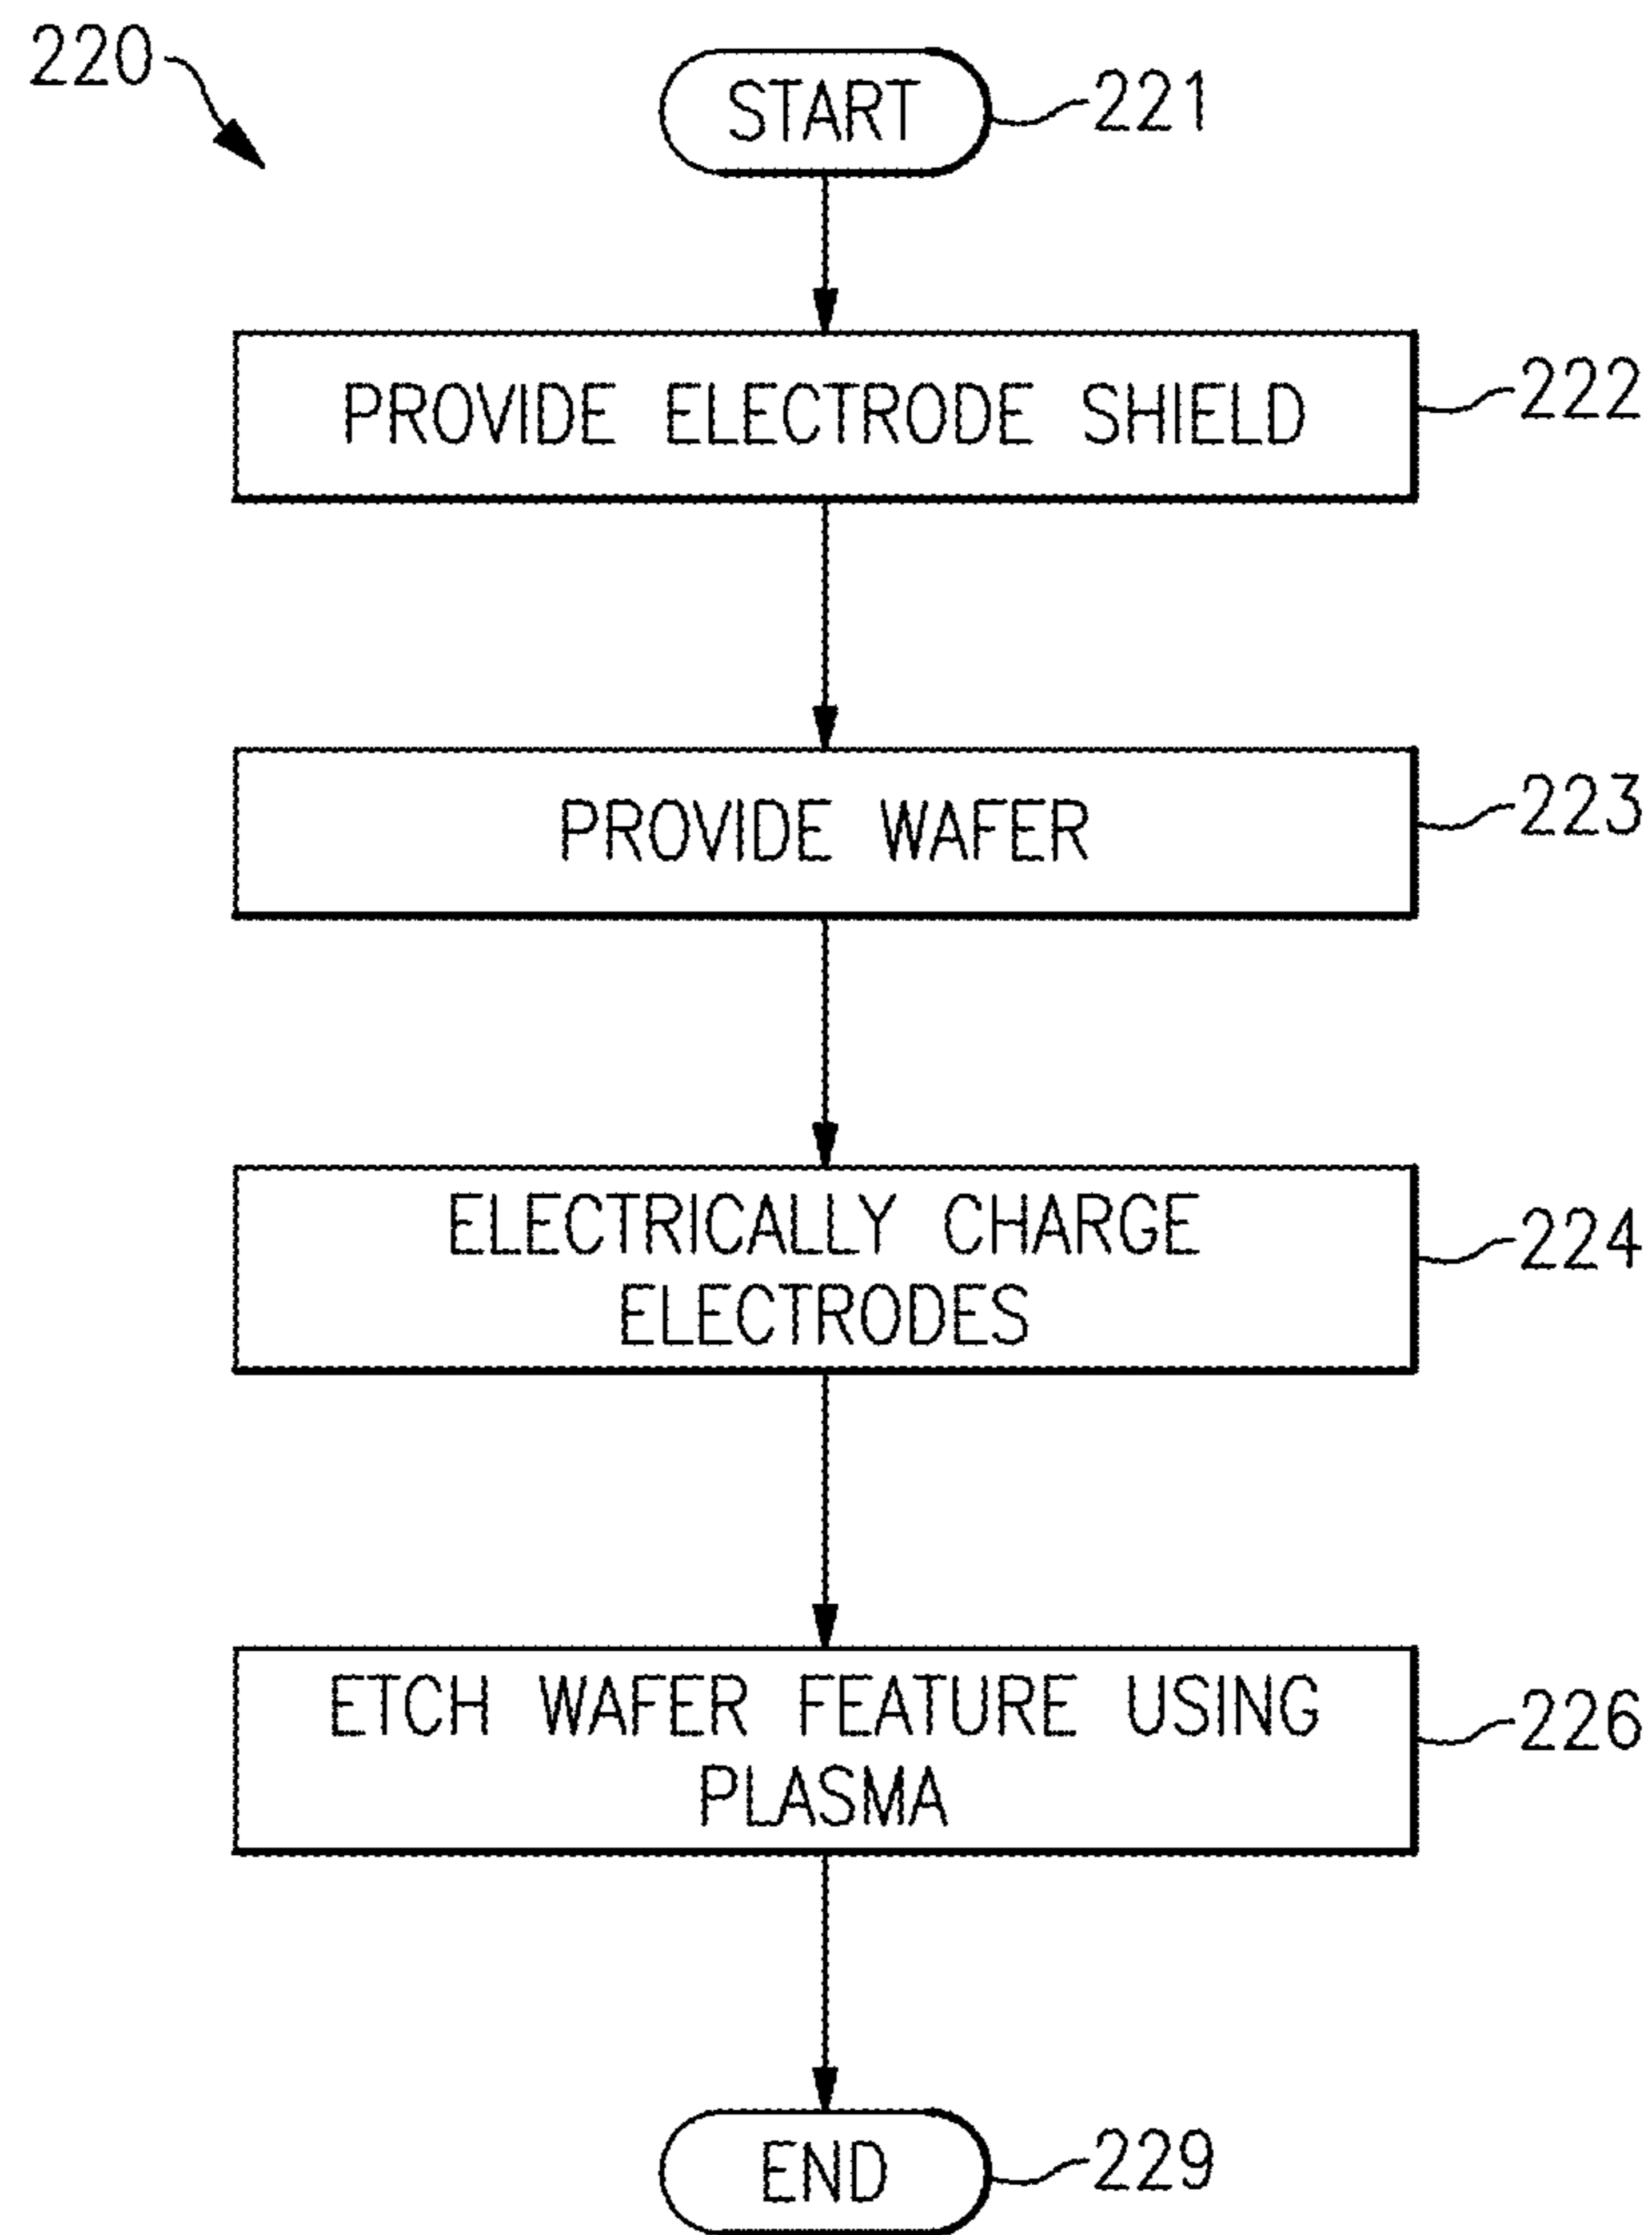 220
START
221
PROVIDE ELECTRODE SHIELD
222
PROVIDE WAFER
223
ELECTRICALLY CHARGE
ELECTRODES
224
ETCH WAFER FEATURE USING
PLASMA
226
END
229